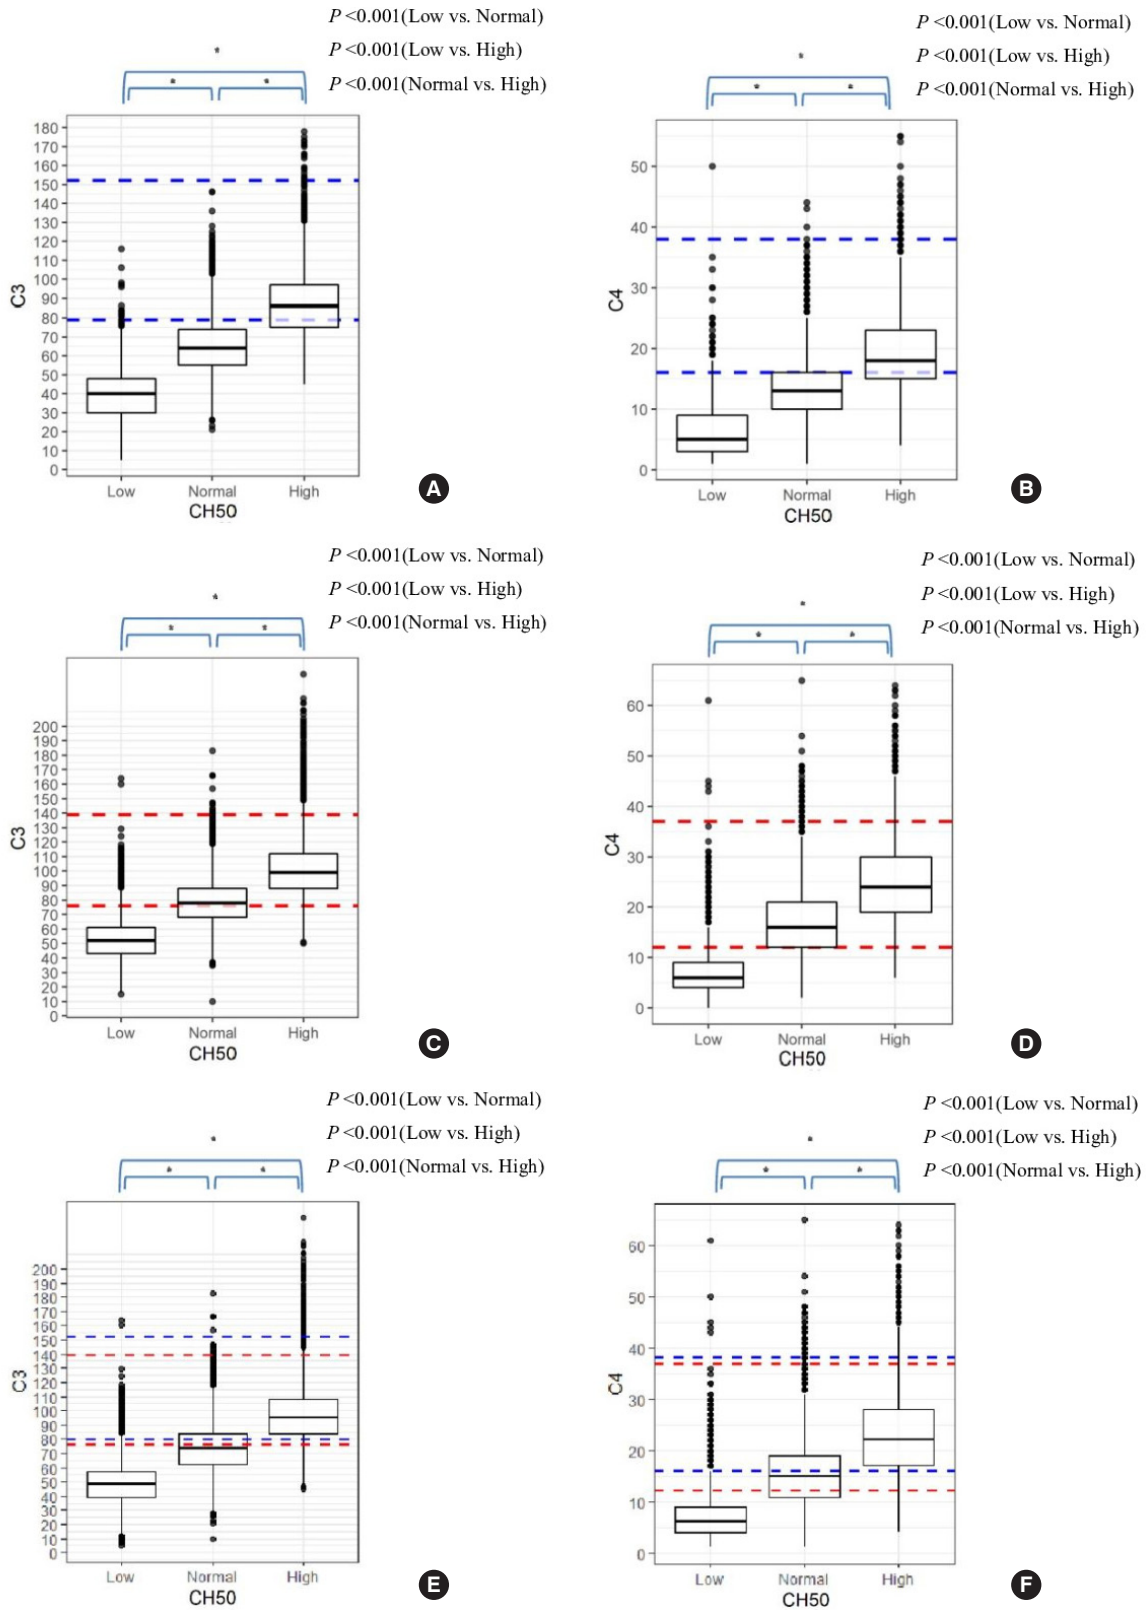 P <0.001(Low vs. Normal)
*
P <0.001(Low vs. High)
* *
P <0.001(Normal vs. High)
180
170
160
150
140
130
120
110
100
90
80
70
60
50
40
30
20
10
0
C3
Low Normal High
CH50
A
P <0.001(Low vs. Normal)
*
P <0.001(Low vs. High)
* *
P <0.001(Normal vs. High)
50
40
30
20
10
0
C4
Low Normal High
CH50
B
P <0.001(Low vs. Normal)
*
P <0.001(Low vs. High)
* *
P <0.001(Normal vs. High)
200
190
180
170
160
150
140
130
120
110
100
90
80
70
60
50
40
30
20
10
0
C3
Low Normal High
CH50
C
P <0.001(Low vs. Normal)
*
P <0.001(Low vs. High)
* *
P <0.001(Normal vs. High)
60
50
40
30
20
10
0
C4
Low Normal High
CH50
D
P <0.001(Low vs. Normal)
*
P <0.001(Low vs. High)
* *
P <0.001(Normal vs. High)
200
190
180
170
160
150
140
130
120
110
100
90
80
70
60
50
40
30
20
10
0
C3
Low Normal High
CH50
E
P <0.001(Low vs. Normal)
*
P <0.001(Low vs. High)
* *
P <0.001(Normal vs. High)
60
50
40
30
20
10
0
C4
Low Normal High
CH50
F